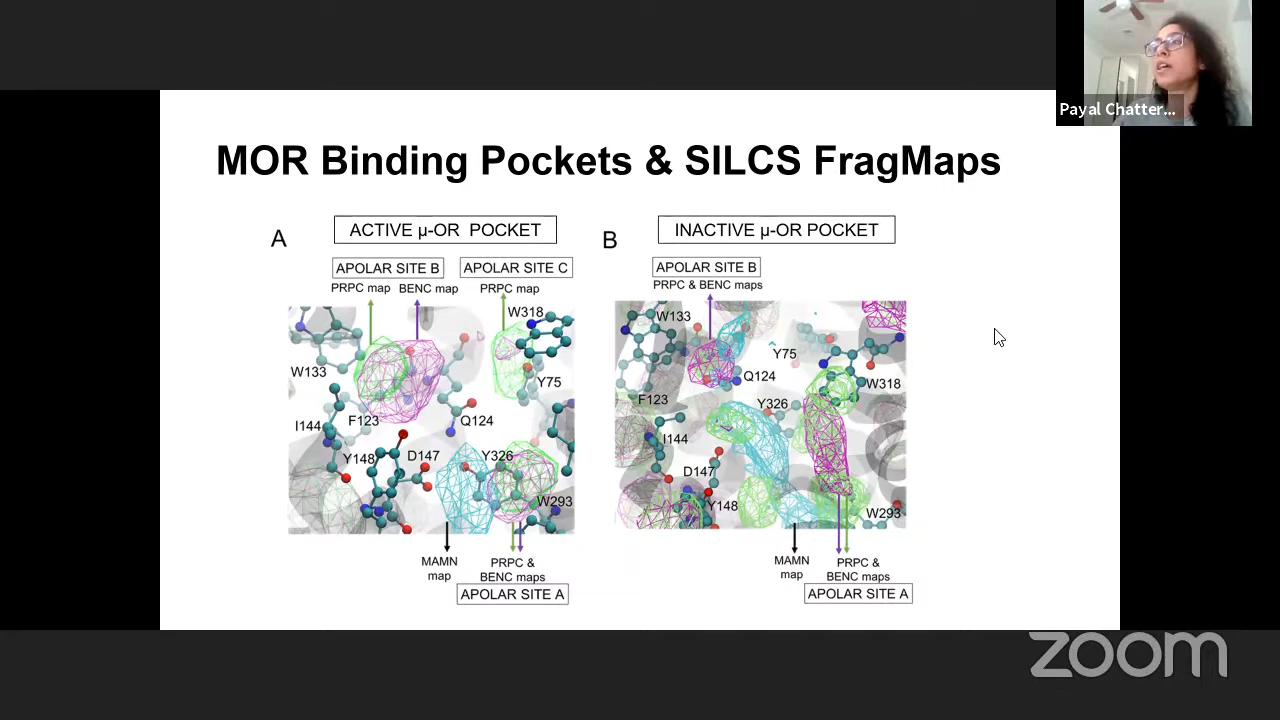 Payal Chatter...
MOR Binding Pockets & SILCS FragMaps
A
ACTIVE μ-OR POCKET
APOLAR SITE B
APOLAR SITE C
PRPC map
BENC map
PRPC map
W318
W133
Y75
I144
F123
Q124
Y148
D147
Y326
W293
MAMN
map
PRPC &
BENC maps
APOLAR SITE A
B
INACTIVE μ-OR POCKET
APOLAR SITE B
PRPC & BENC maps
W133
Y75
Q124
W318
F123
Y326
I144
D147
Y148
W293
MAMN
map
PRPC &
BENC maps
APOLAR SITE A
zoom